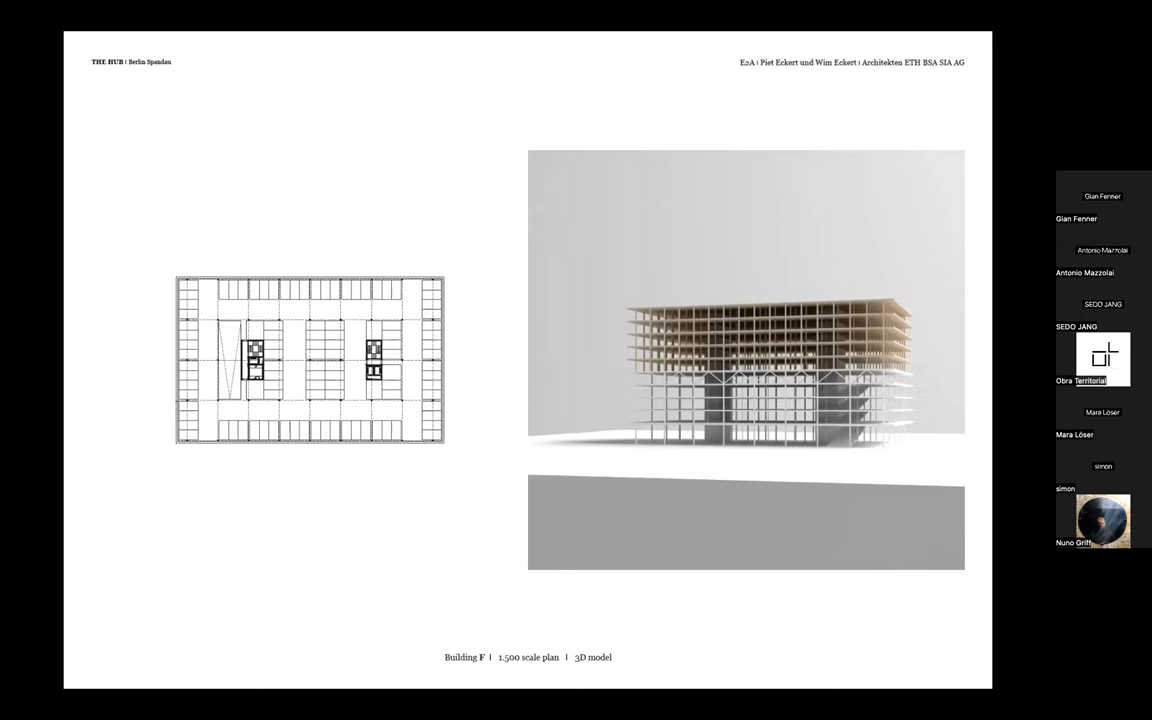 THE HUB | Berlin Spandau
E2A | Piet Eckert und Wim Eckert | Architekten ETH BSA SIA AG
Building F | 1.500 scale plan | 3D model
Gian Fenner
Gian Fenner
Antonio Mazzolai
Antonio Mazzolai
SEDO JANG
SEDO JANG
Obra Territorial
Mara Löser
Mara Löser
simon
simon
Nuno Griff